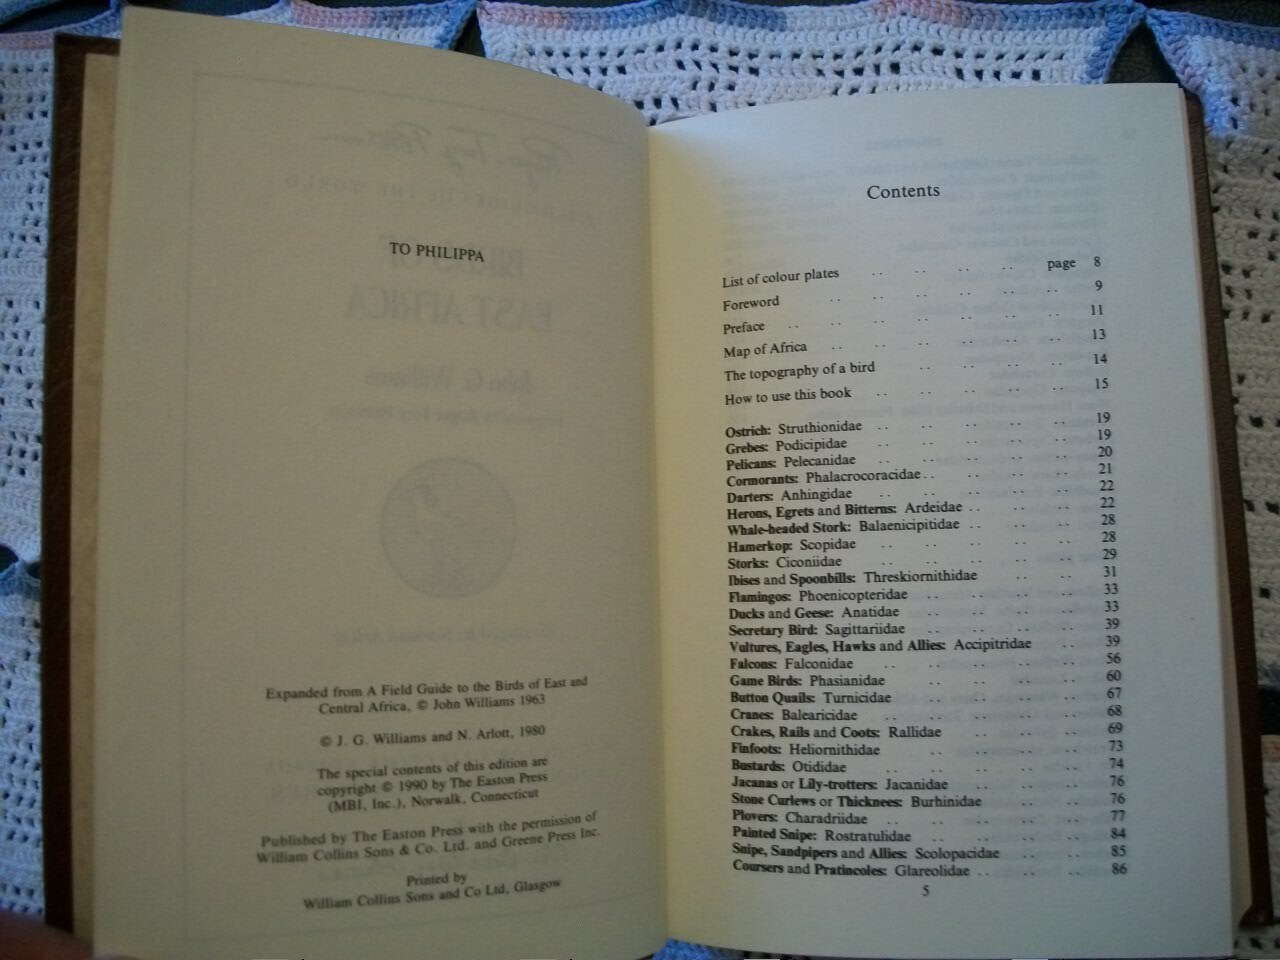 TO PHILIPPA
Expanded from A Field Guide to the Birds of East and
Central Africa, © John Williams 1963
© J. G. Williams and N. Arlott, 1980
The special contents of this edition are
copyright © 1990 by The Easton Press
(MBI, Inc.), Norwalk, Connecticut
Published by The Easton Press with the permission of
William Collins Sons & Co. Ltd. and Greene Press Inc.
Printed by
William Collins Sons and Co Ltd, Glasgow
Contents
List of colour plates .. .. .. .. page 8
Foreword .. .. .. .. .. .. 9
Preface .. .. .. .. .. .. .. 11
Map of Africa .. .. .. .. .. .. 13
The topography of a bird .. .. .. .. 14
How to use this book .. .. .. .. .. 15
Ostrich: Struthionidae .. .. .. .. .. 19
Grebes: Podicipidae .. .. .. .. .. 19
Pelicans: Pelecanidae .. .. .. .. .. 20
Cormorants: Phalacrocoracidae .. .. .. .. 21
Darters: Anhingidae .. .. .. .. .. 22
Herons, Egrets and Bitterns: Ardeidae .. .. .. 22
Whale-headed Stork: Balaenicipitidae .. .. .. 28
Hamerkop: Scopidae .. .. .. .. .. 28
Storks: Ciconiidae .. .. .. .. .. 29
Ibises and Spoonbills: Threskiornithidae .. .. 31
Flamingos: Phoenicopteridae .. .. .. .. 33
Ducks and Geese: Anatidae .. .. .. .. 33
Secretary Bird: Sagittariidae .. .. .. .. 39
Vultures, Eagles, Hawks and Allies: Accipitridae .. 39
Falcons: Falconidae .. .. .. .. .. 56
Game Birds: Phasianidae .. .. .. .. 60
Button Quails: Turnicidae .. .. .. .. 67
Cranes: Balearicidae .. .. .. .. .. 68
Crakes, Rails and Coots: Rallidae .. .. .. 69
Finfoots: Heliornithidae .. .. .. .. 73
Bustards: Otididae .. .. .. .. .. 74
Jacanas or Lily-trotters: Jacanidae .. .. .. 76
Stone Curlews or Thicknees: Burhinidae .. .. 76
Plovers: Charadriidae .. .. .. .. .. 77
Painted Snipe: Rostratulidae .. .. .. .. 84
Snipe, Sandpipers and Allies: Scolopacidae .. .. 85
Coursers and Pratincoles: Glareolidae .. .. .. 86
5